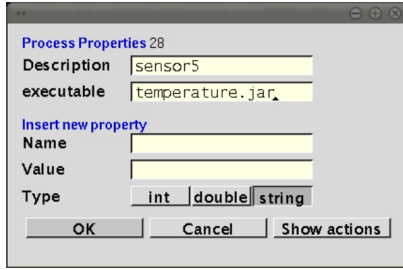 Process Properties 28
Description sensor5
executable temperature.jar
Insert new property
Name
Value
Type int double string
OK Cancel Show actions